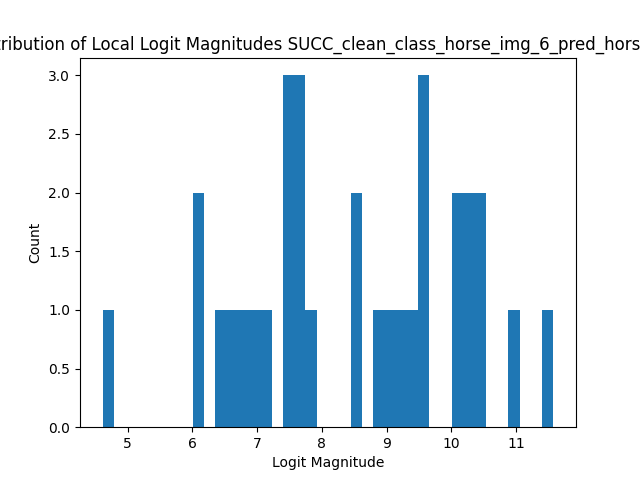 ribution of Local Logit Magnitudes SUCC_clean_class_horse_img_6_pred_hors
3.0
2.5
2.0
1.5
1.0
0.5
0.0
Count
5 6 7 8 9 10 11
Logit Magnitude